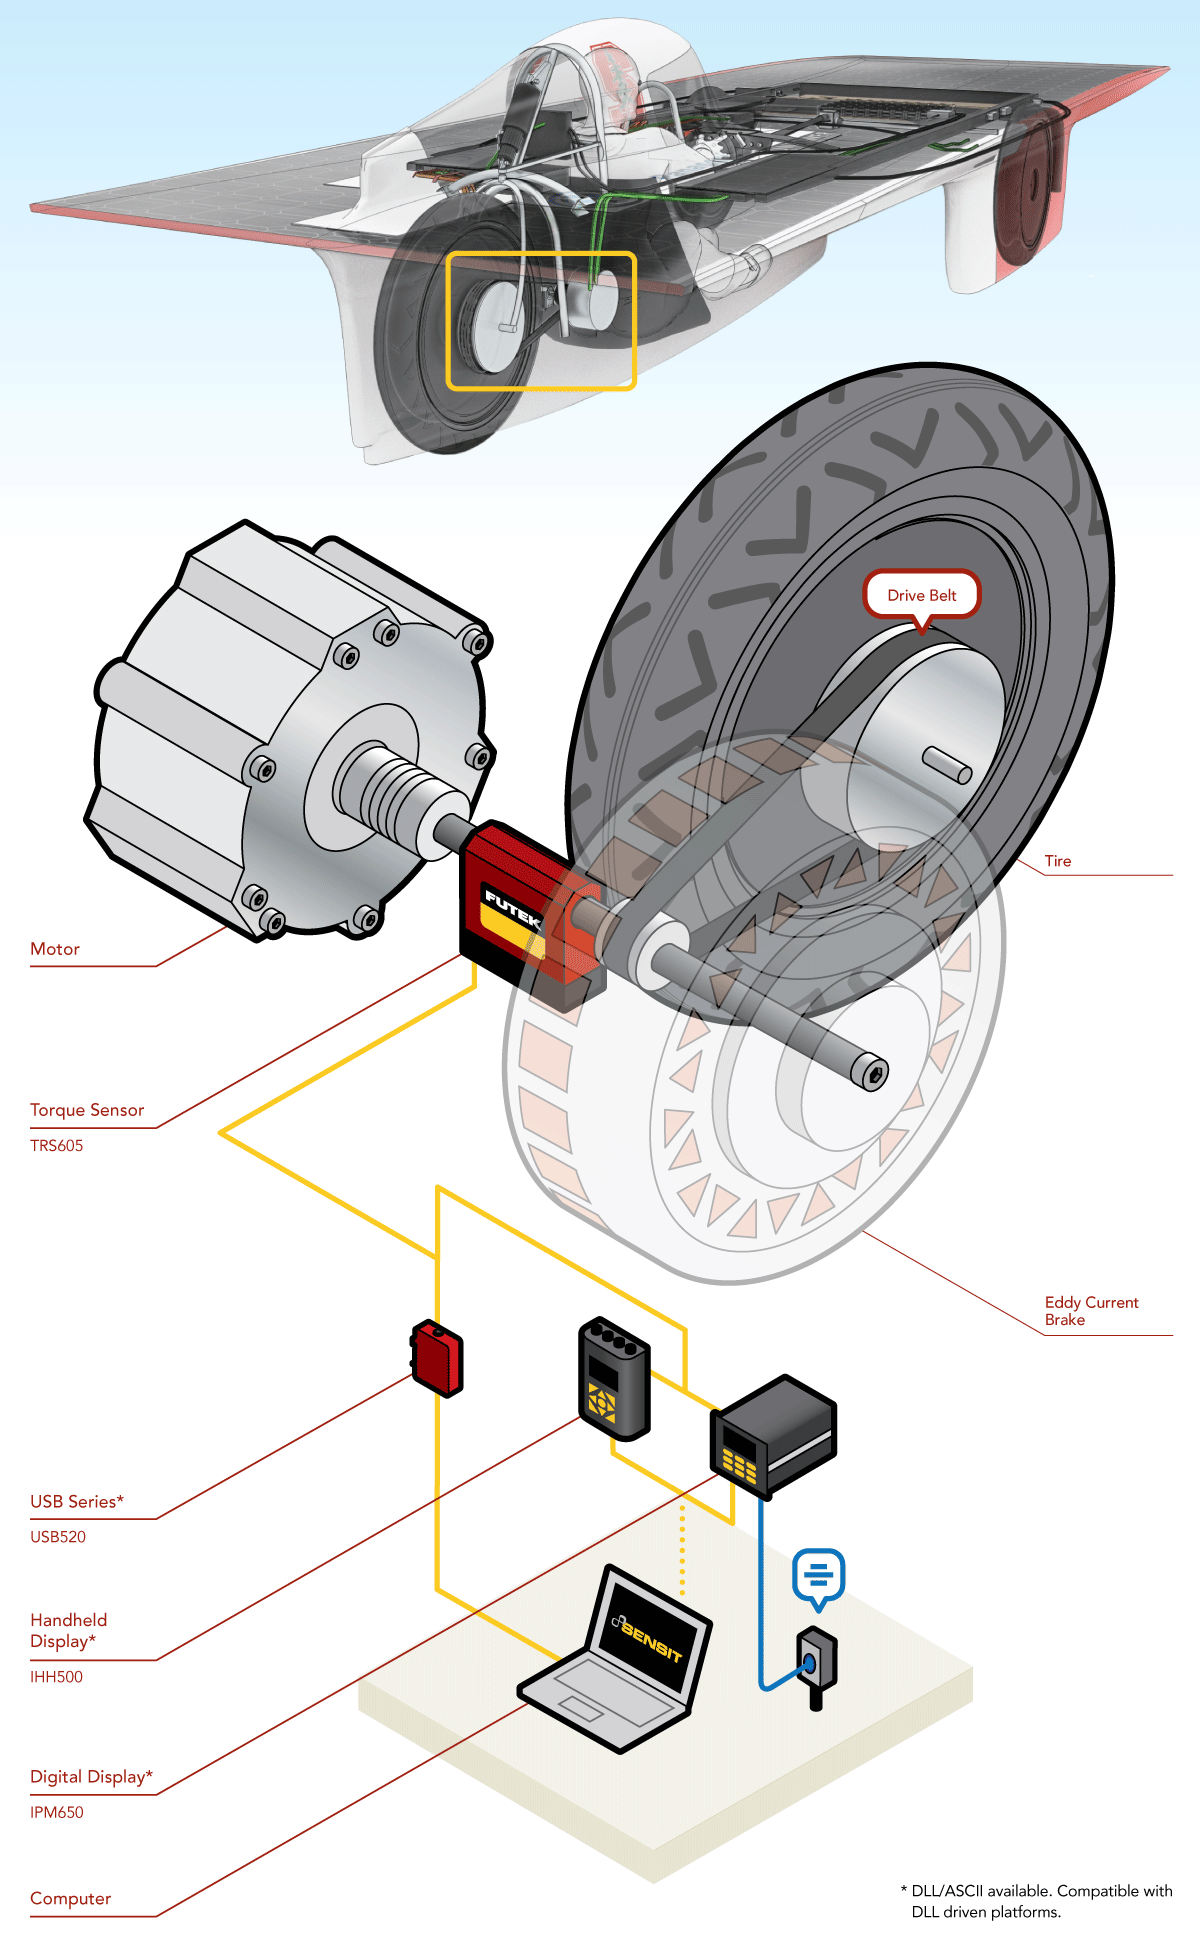 Drive Belt
FUTEK
Tire
Motor
Torque Sensor
TRS605
Eddy Current
Brake
USB Series*
USB520
Handheld
Display*
IHH500
SENSIT
Digital Display*
IPM650
Computer
* DLL/ASCII available. Compatible with
DLL driven platforms.